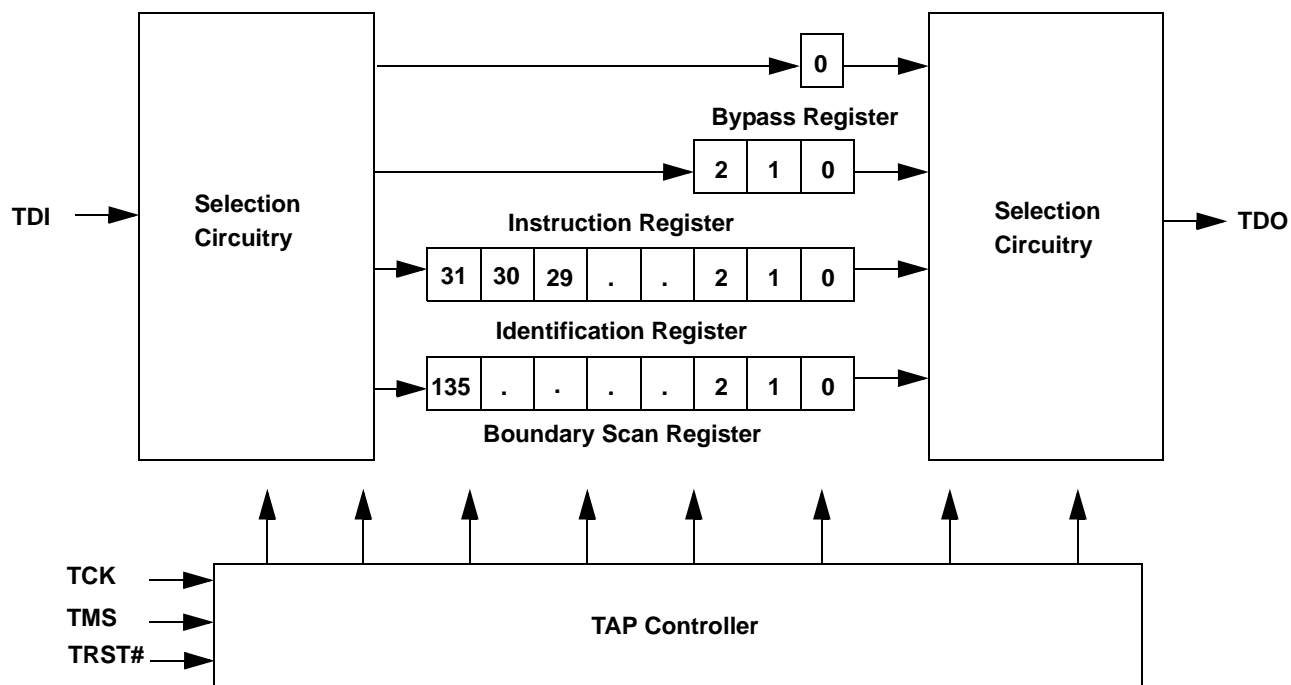 0
Bypass Register
2 1 0
Instruction Register
31 30 29 . . 2 1 0
Identification Register
135 . . . . 2 1 0
Boundary Scan Register
TDI
Selection
Circuitry
Selection
Circuitry
TDO
TCK
TMS
TRST#
TAP Controller